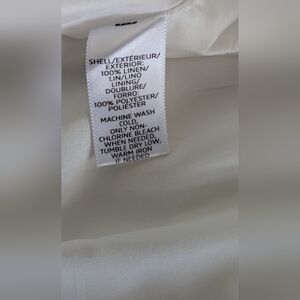 SHELL/EXTÉRIEUR/
EXTERIOR:
100% LINEN/
LIN/LINO
LINING/
DOUBLURE/
FORRO:
100% POLYESTER/
POLIESTER
MACHINE WASH
COLD,
ONLY NON-
CHLORINE BLEACH
WHEN NEEDED,
TUMBLE DRY LOW,
WARM IRON
IF NEEDED